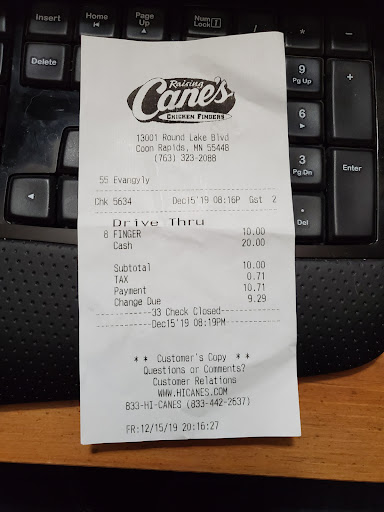 Insert
Home
Page
Up
Num
Lock
Delete
9
Pg Up
+
6
3
Pg Dn
Enter
.
Del
Raising
Cane's
CHICKEN FINGERS
13001 Round Lake Blvd
Coon Rapids, MN 55448
(763) 323-2088
55 Evangyly
Chk 5634 Dec15'19 08:16P Gst 2
Drive Thru
8 FINGER 10.00
Cash 20.00
Subtotal 10.00
TAX 0.71
Payment 10.71
Change Due 9.29
------------33 Check Closed------------
------------Dec15'19 08:19PM------------
* * Customer's Copy * *
Questions or Comments?
Customer Relations
WWW.HICANES.COM
833-HI-CANES (833-442-2637)
FR:12/15/19 20:16:27